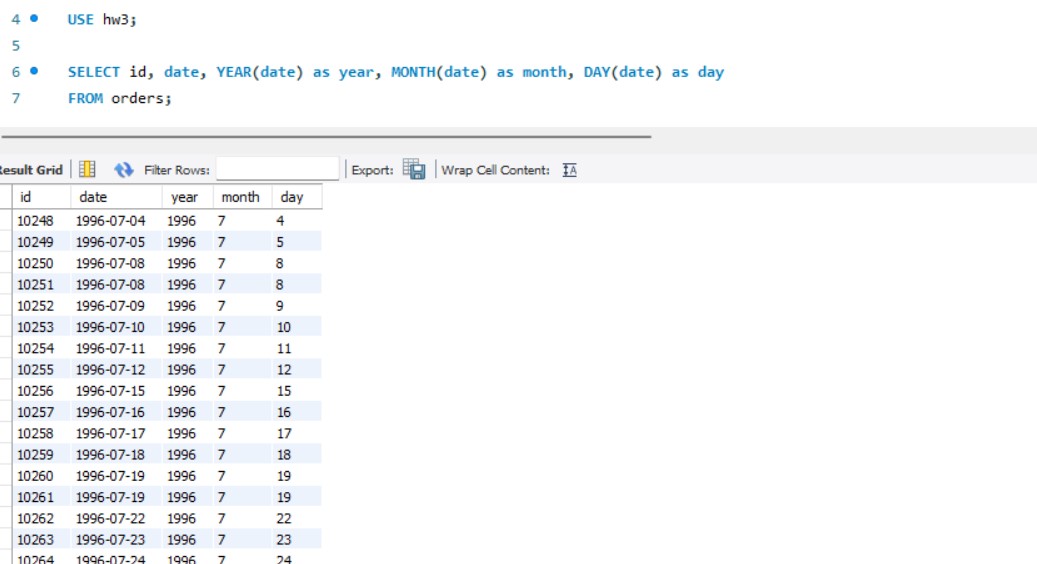 4 USE hw3;
5
6 SELECT id, date, YEAR(date) as year, MONTH(date) as month, DAY(date) as day
7 FROM orders;
Result Grid Filter Rows: Export: Wrap Cell Content: IA
id date year month day
10248 1996-07-04 1996 7 4
10249 1996-07-05 1996 7 5
10250 1996-07-08 1996 7 8
10251 1996-07-08 1996 7 8
10252 1996-07-09 1996 7 9
10253 1996-07-10 1996 7 10
10254 1996-07-11 1996 7 11
10255 1996-07-12 1996 7 12
10256 1996-07-15 1996 7 15
10257 1996-07-16 1996 7 16
10258 1996-07-17 1996 7 17
10259 1996-07-18 1996 7 18
10260 1996-07-19 1996 7 19
10261 1996-07-19 1996 7 19
10262 1996-07-22 1996 7 22
10263 1996-07-23 1996 7 23
10264 1996-07-24 1996 7 24